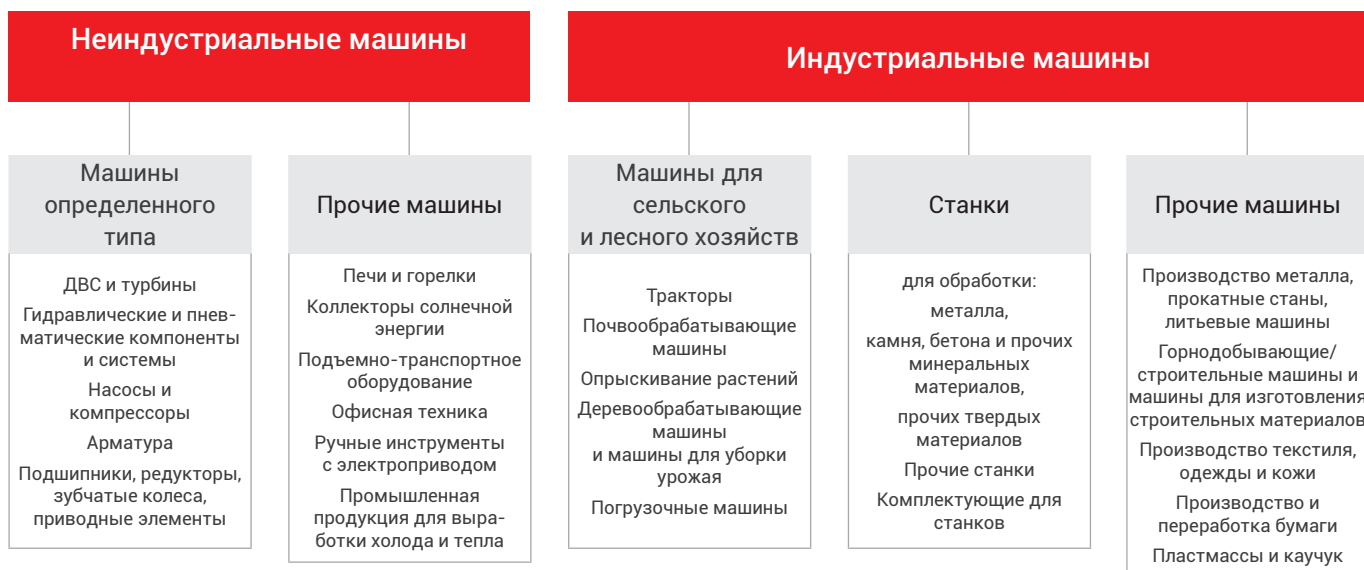 Неиндустриальные машины
Индустриальные машины
Машины
определенного
типа
Прочие машины
Машины для
сельского
и лесного хозяйств
Станки
Прочие машины
ДВС и турбины
Гидравлические и пнев-
матические компоненты
и системы
Насосы и
компрессоры
Арматура
Подшипники, редукторы,
зубчатые колеса,
приводные элементы
Печи и горелки
Коллекторы солнечной
энергии
Подъемно-транспортное
оборудование
Офисная техника
Ручные инструменты
с электроприводом
Промышленная
продукция для выра-
ботки холода и тепла
Тракторы
Почвообрабатывающие
машины
Опрыскивание растений
Деревообрабатывающие
машины
и машины для уборки
урожая
Погрузочные машины
для обработки:
металла,
камня, бетона и прочих
минеральных
материалов,
прочих твердых
материалов
Прочие станки
Комплектующие для
станков
Производство металла,
прокатные станы,
литьевые машины
Горнодобывающие/
строительные машины и
машины для изготовления
строительных материалов
Производство текстиля,
одежды и кожи
Производство и
переработка бумаги
Пластмассы и каучук